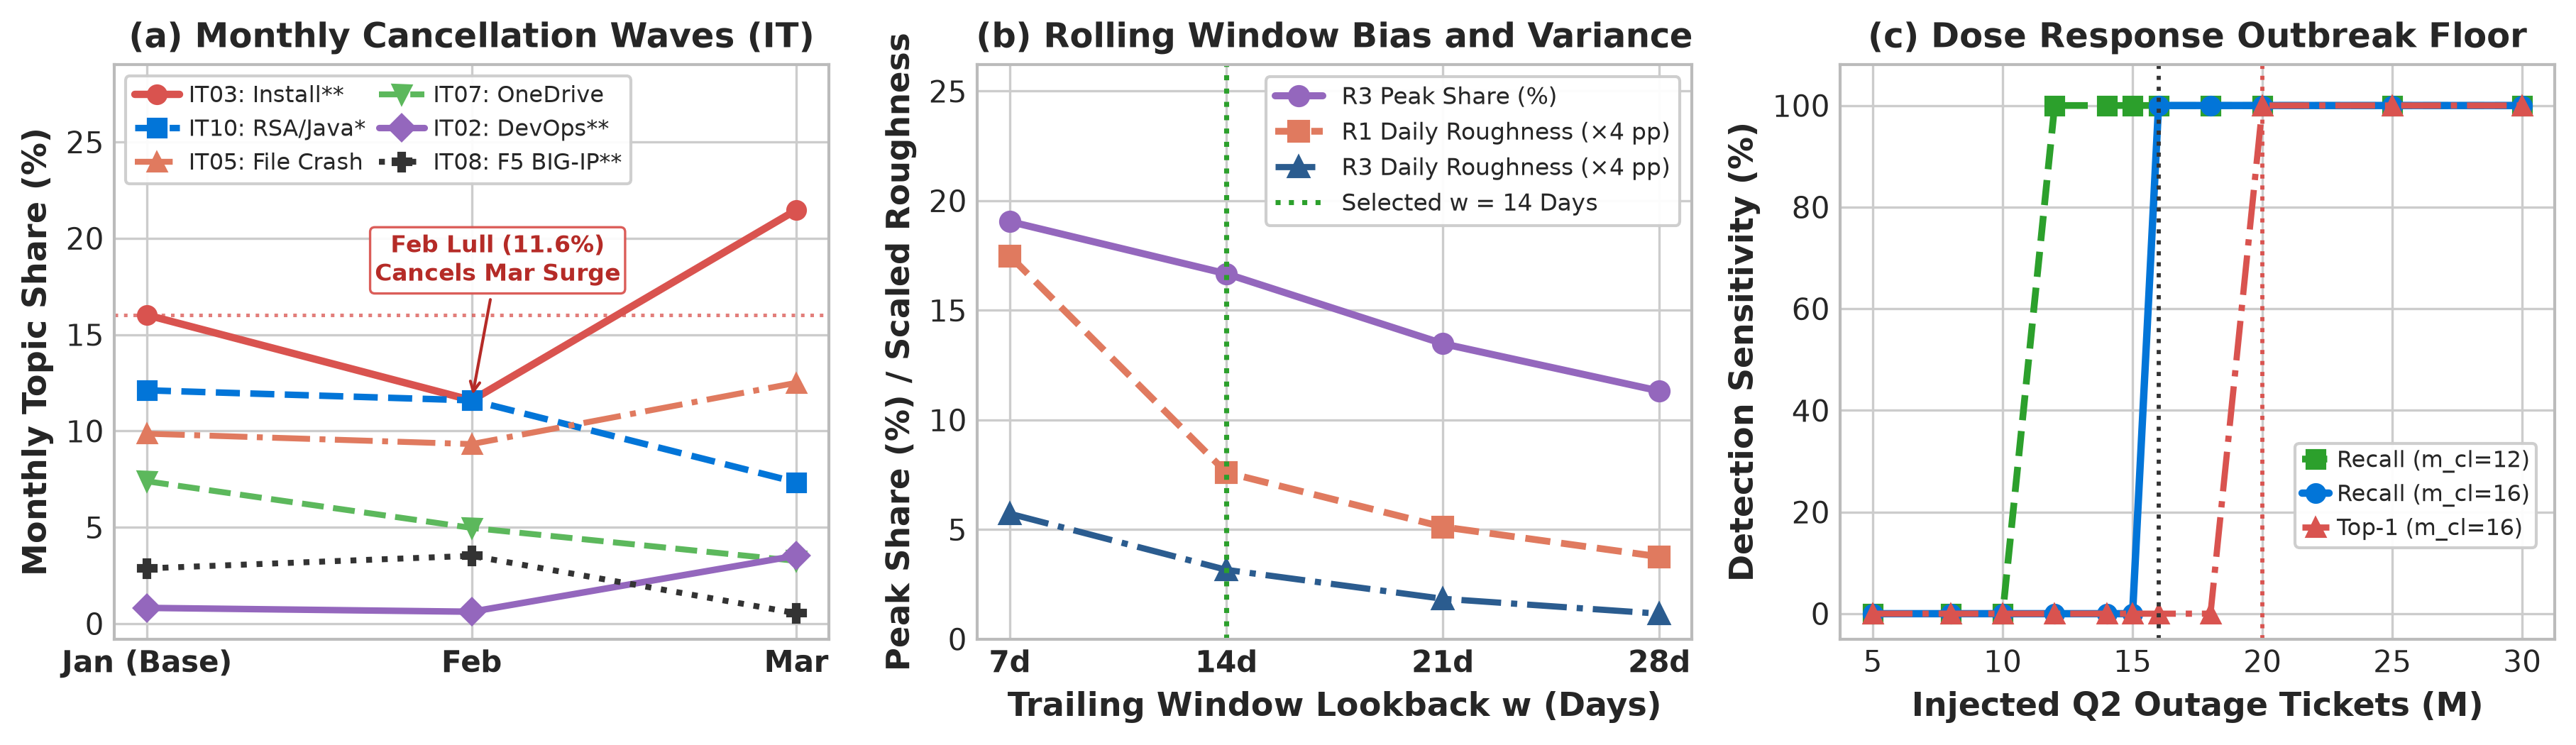 (a) Monthly Cancellation Waves (IT)
Monthly Topic Share (%)
25
20
15
10
5
0
IT03: Install**
IT10: RSA/Java*
IT05: File Crash
IT07: OneDrive
IT02: DevOps**
IT08: F5 BIG-IP**
Feb Lull (11.6%)
Cancels Mar Surge
Jan (Base)
Feb
Mar
(b) Rolling Window Bias and Variance
Peak Share (%) / Scaled Roughness
25
20
15
10
5
0
R3 Peak Share (%)
R1 Daily Roughness (×4 pp)
R3 Daily Roughness (×4 pp)
Selected w = 14 Days
7d
14d
21d
28d
Trailing Window Lookback w (Days)
(c) Dose Response Outbreak Floor
Detection Sensitivity (%)
100
80
60
40
20
0
Recall (m_cl=12)
Recall (m_cl=16)
Top-1 (m_cl=16)
5
10
15
20
25
30
Injected Q2 Outage Tickets (M)